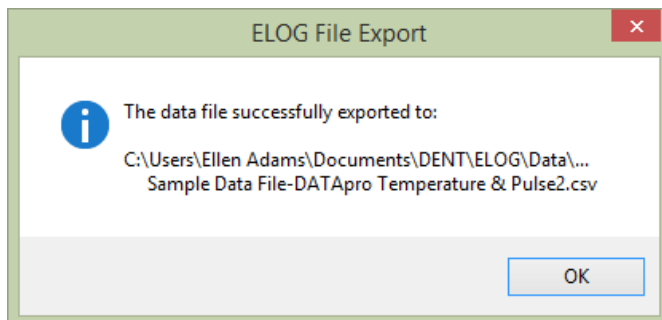 ELOG File Export
The data file successfully exported to:
C:\Users\Ellen Adams\Documents\DENT\ELOG\Data\...
Sample Data File-DATApro Temperature & Pulse2.csv
OK